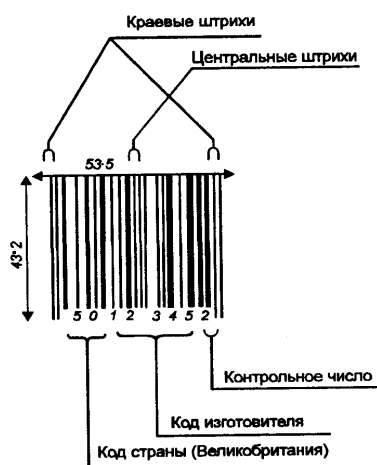 Краевые штрихи
Центральные штрихи
53·5
43·2
5 0 1 2 3 4 5 2
Контрольное число
Код изготовителя
Код страны (Великобритания)